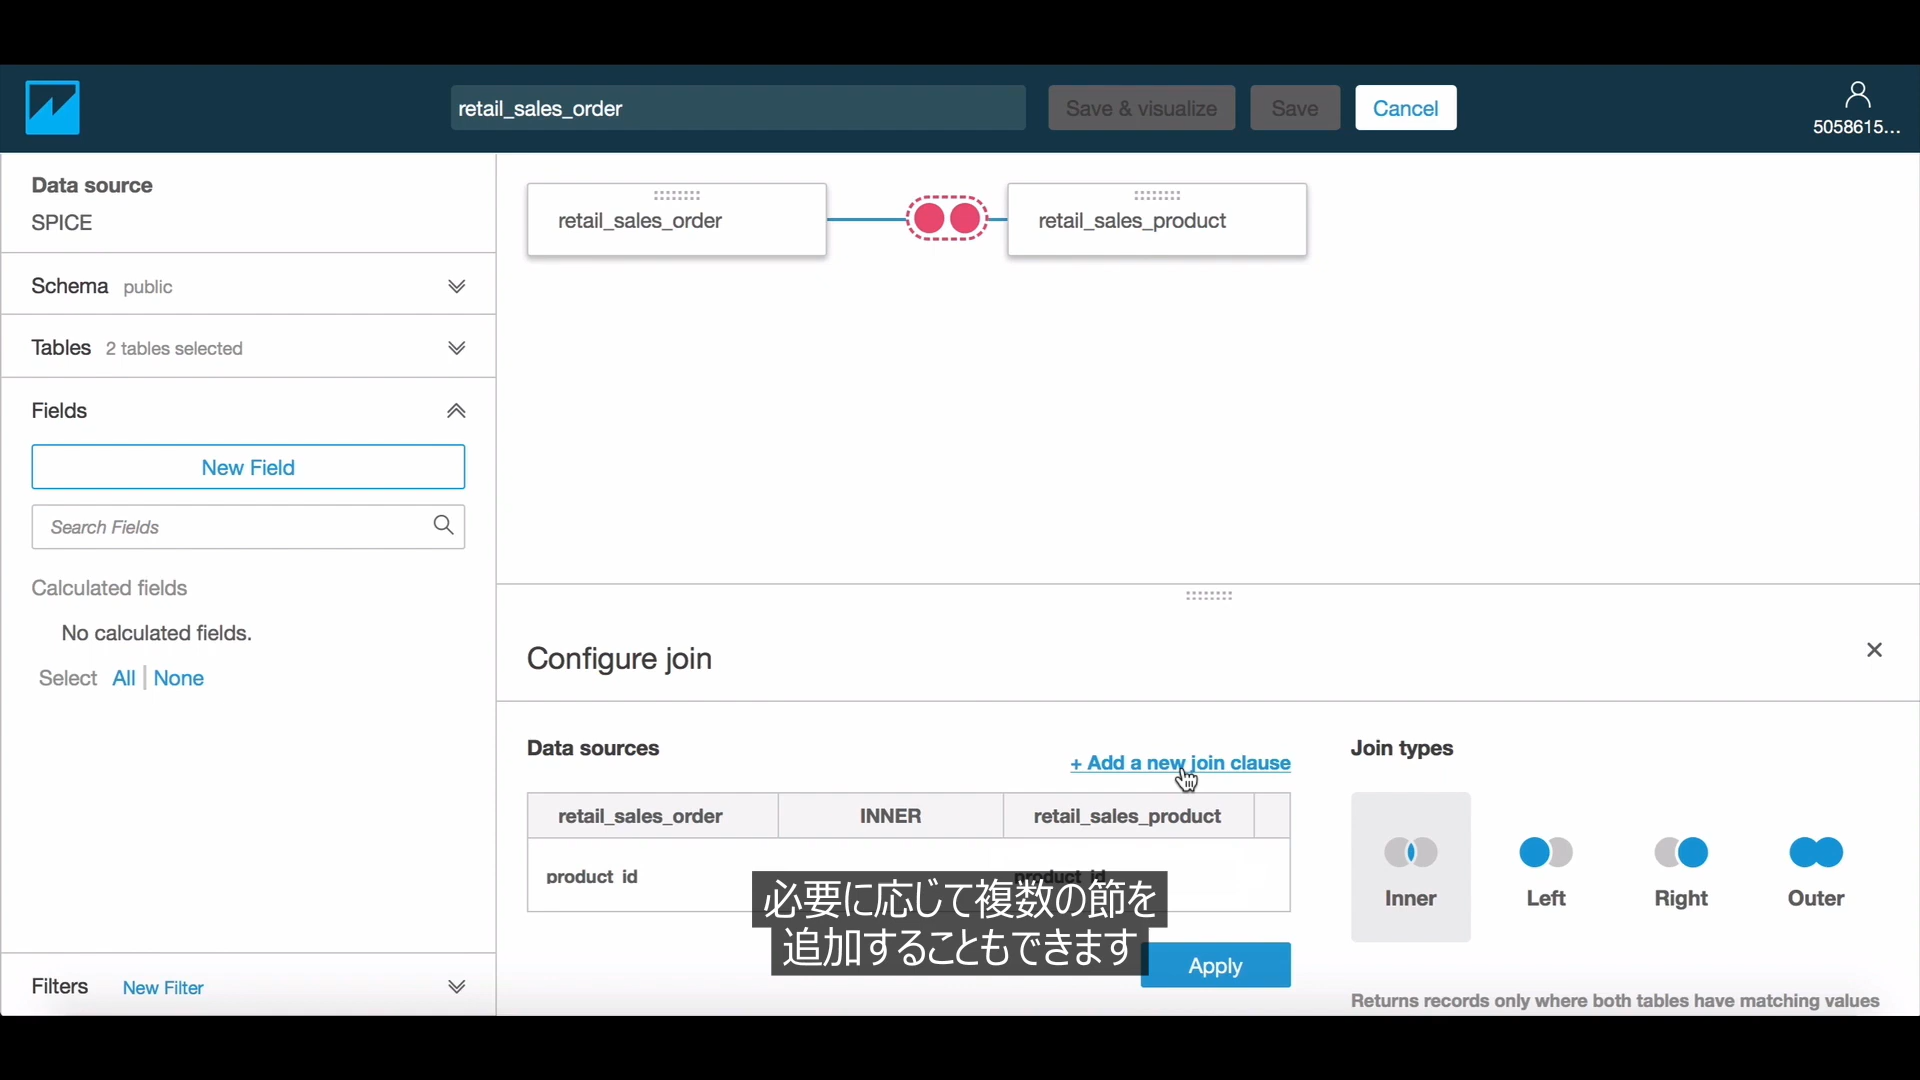 retail_sales_order
Save & visualize
Save
Cancel
5058615...
Data source
SPICE
Schema public
Tables 2 tables selected
Fields
New Field
Search Fields
Calculated fields
No calculated fields.
Select All | None
Filters New Filter
retail_sales_order
retail_sales_product
Configure join
Data sources
+ Add a new join clause
retail_sales_order INNER retail_sales_product
product_id product_id
Apply
Join types
Inner Left Right Outer
Returns records only where both tables have matching values
必要に応じて複数の節を
追加することもできます